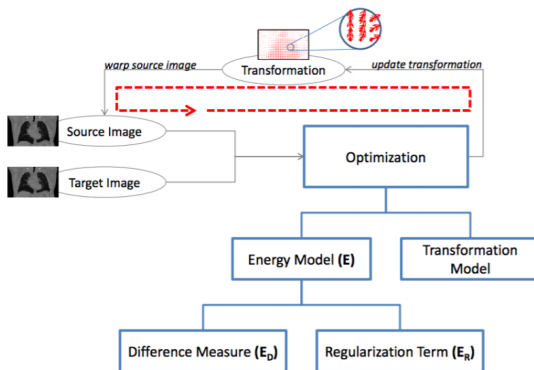 warp source image
Transformation
update transformation
Source Image
Optimization
Target Image
Energy Model (E)
Transformation
Model
Difference Measure (E_D)
Regularization Term (E_R)